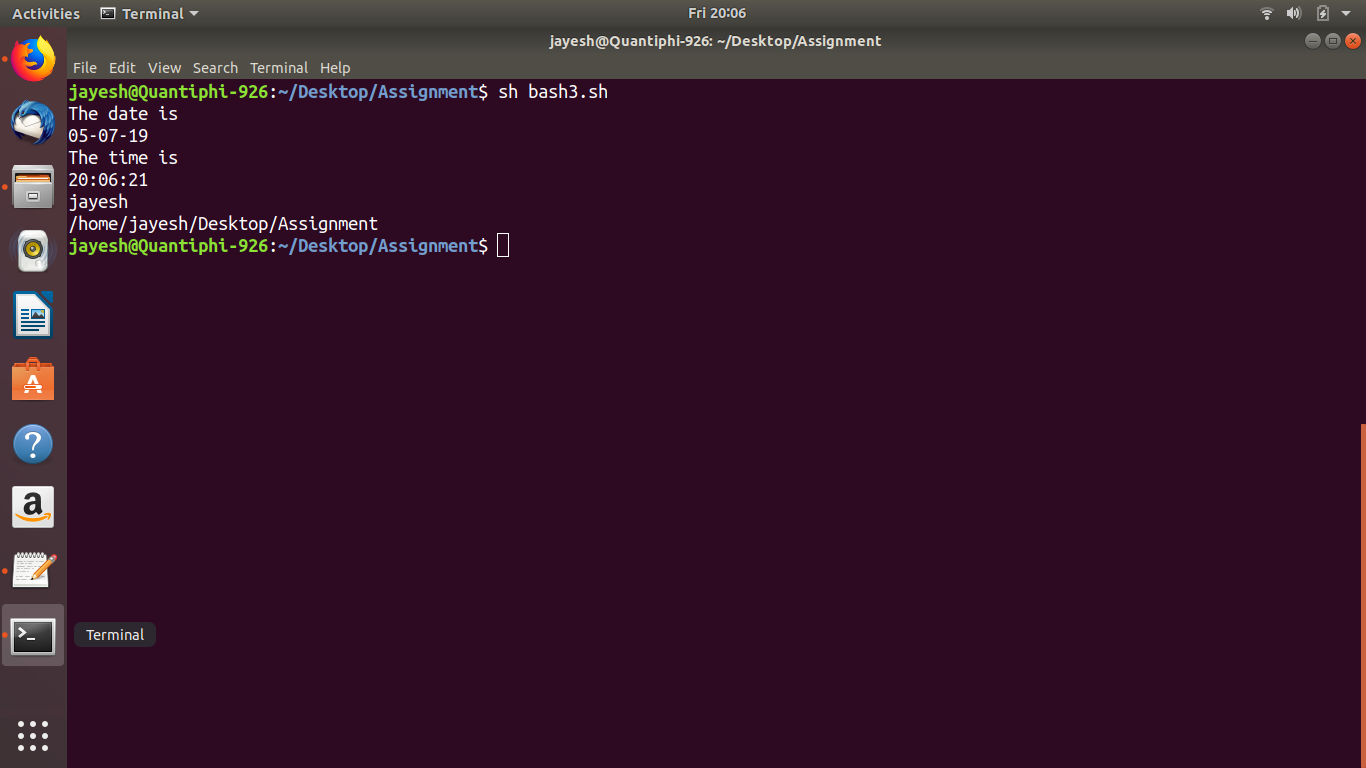 Activities Terminal Fri 20:06
jayesh@Quantiphi-926: ~/Desktop/Assignment
File Edit View Search Terminal Help
jayesh@Quantiphi-926:~/Desktop/Assignment$ sh bash3.sh
The date is
05-07-19
The time is
20:06:21
jayesh
/home/jayesh/Desktop/Assignment
jayesh@Quantiphi-926:~/Desktop/Assignment$
Terminal